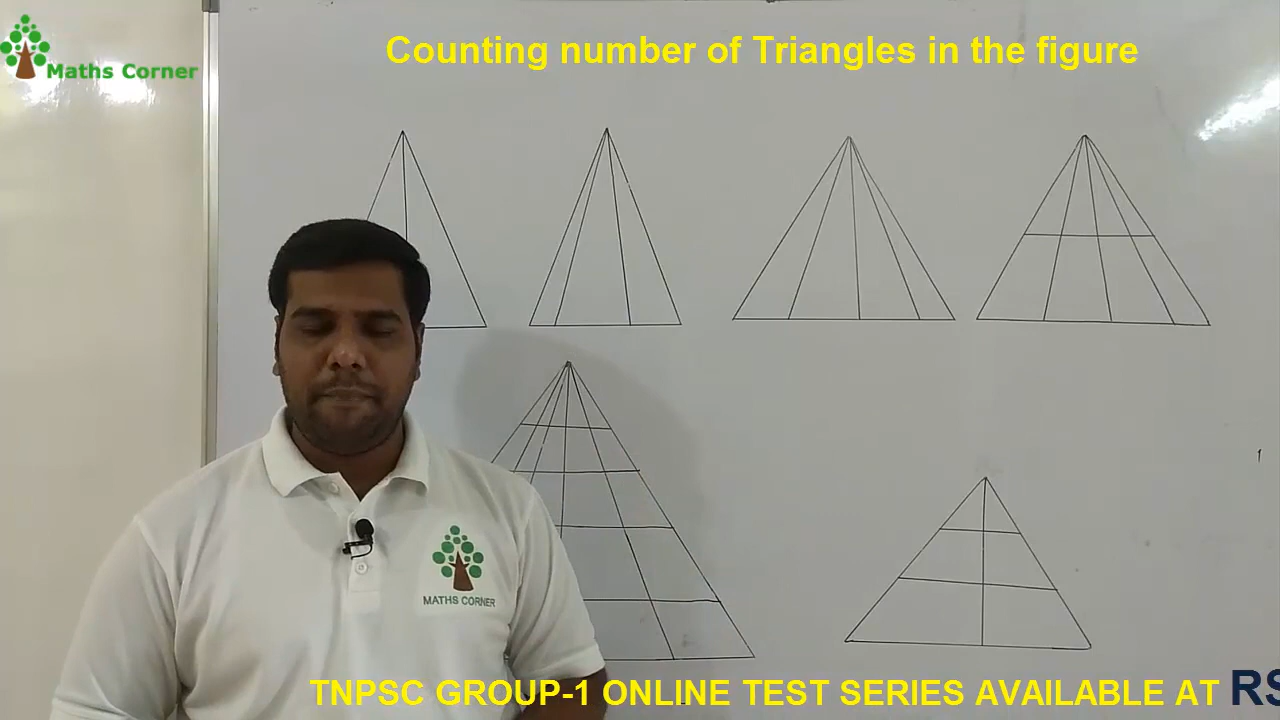 Maths Corner
Counting number of Triangles in the figure
MATHS CORNER
TNPSC GROUP-1 ONLINE TEST SERIES AVAILABLE AT RS